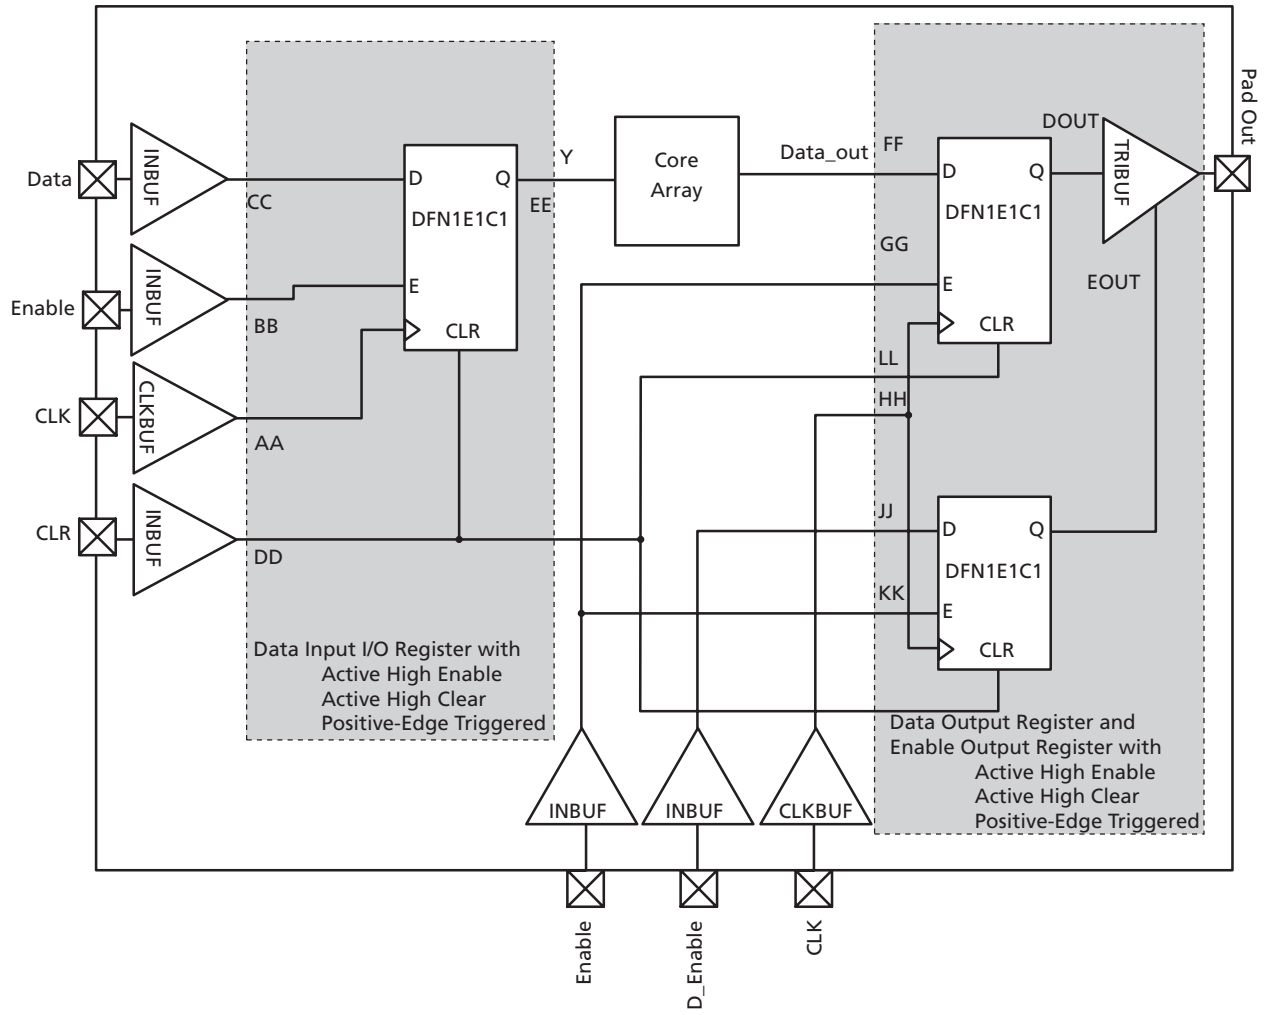 Pad Out
DOUT
Data
INBUF
CC
D
Q
DFN1E1C1
E
CLR
Y
EE
Core
Array
Data_out
FF
D
Q
DFN1E1C1
GG
E
CLR
TRIBUF
EOUT
Enable
INBUF
BB
CLK
CLKBUF
AA
LL
HH
CLR
INBUF
DD
JJ
D
Q
DFN1E1C1
KK
E
CLR
Data Input I/O Register with
Active High Enable
Active High Clear
Positive-Edge Triggered
Data Output Register and
Enable Output Register with
Active High Enable
Active High Clear
Positive-Edge Triggered
INBUF
INBUF
CLKBUF
Enable
D_Enable
CLK